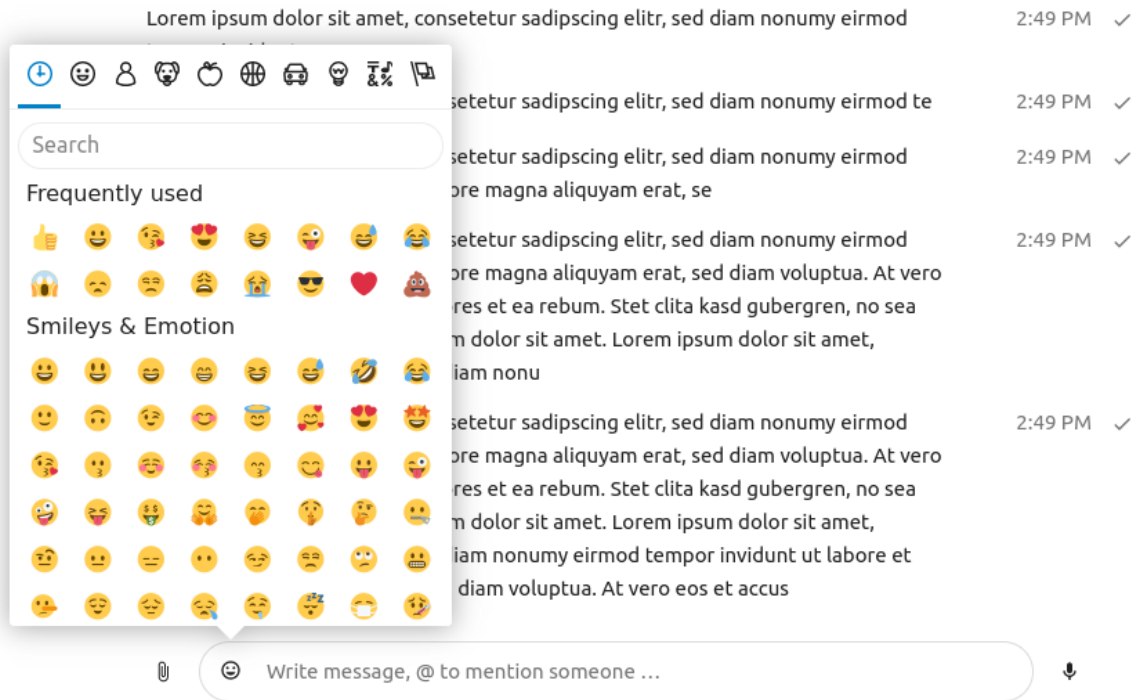 Lorem ipsum dolor sit amet, consetetur sadipscing elitr, sed diam nonumy eirmod 2:49 PM
setetur sadipscing elitr, sed diam nonumy eirmod te 2:49 PM
setetur sadipscing elitr, sed diam nonumy eirmod 2:49 PM
ore magna aliquyam erat, se
setetur sadipscing elitr, sed diam nonumy eirmod 2:49 PM
ore magna aliquyam erat, sed diam voluptua. At vero
res et ea rebum. Stet clita kasd gubergren, no sea
m dolor sit amet. Lorem ipsum dolor sit amet,
iam nonu
setetur sadipscing elitr, sed diam nonumy eirmod 2:49 PM
ore magna aliquyam erat, sed diam voluptua. At vero
res et ea rebum. Stet clita kasd gubergren, no sea
m dolor sit amet. Lorem ipsum dolor sit amet,
iam nonumy eirmod tempor invidunt ut labore et
diam voluptua. At vero eos et accus
Search
Frequently used
Smileys & Emotion
Write message, @ to mention someone …